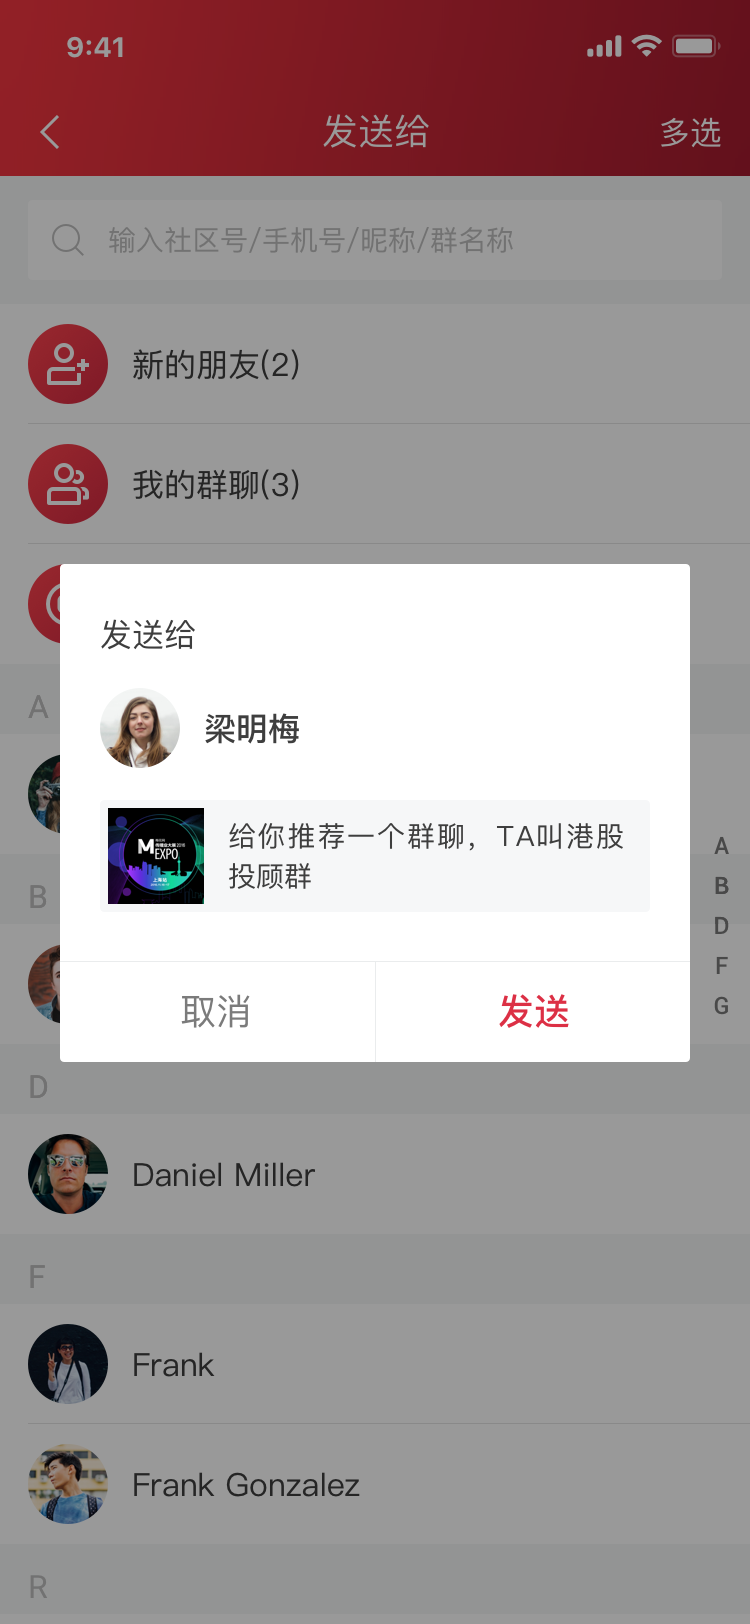 9:41
发送给
多选
输入社区号/手机号/昵称/群名称
新的朋友(2)
我的群聊(3)
发送给
A
梁明梅
给你推荐一个群聊，TA叫港股
投顾群
M
EXPO
上海站
A
B
D
F
G
B
取消
发送
D
Daniel Miller
F
Frank
Frank Gonzalez
R